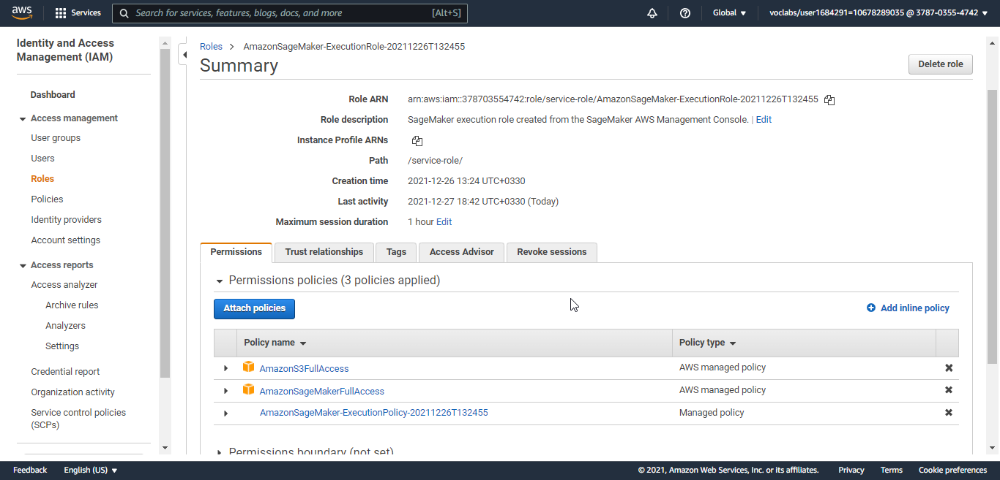 aws Services Search for services, features, blogs, docs, and more [Alt+S] Global voclabs/user1684291=10678289035 @ 3787-0355-4742
Identity and Access Management (IAM)
Dashboard
Access management
User groups
Users
Roles
Policies
Identity providers
Account settings
Access reports
Access analyzer
Archive rules
Analyzers
Settings
Credential report
Organization activity
Service control policies (SCPs)
Roles AmazonSageMaker-ExecutionRole-20211226T132455
Summary
Delete role
Role ARN arn:aws:iam::378703554742:role/service-role/AmazonSageMaker-ExecutionRole-20211226T132455
Role description SageMaker execution role created from the SageMaker AWS Management Console. | Edit
Instance Profile ARNs
Path /service-role/
Creation time 2021-12-26 13:24 UTC+0330
Last activity 2021-12-27 18:42 UTC+0330 (Today)
Maximum session duration 1 hour Edit
Permissions Trust relationships Tags Access Advisor Revoke sessions
Permissions policies (3 policies applied)
Attach policies Add inline policy
Policy name Policy type
AmazonS3FullAccess AWS managed policy
AmazonSageMakerFullAccess AWS managed policy
AmazonSageMaker-ExecutionPolicy-20211226T132455 Managed policy
Permissions boundary (not set)
Feedback English (US) © 2021, Amazon Web Services, Inc. or its affiliates. Privacy Terms Cookie preferences